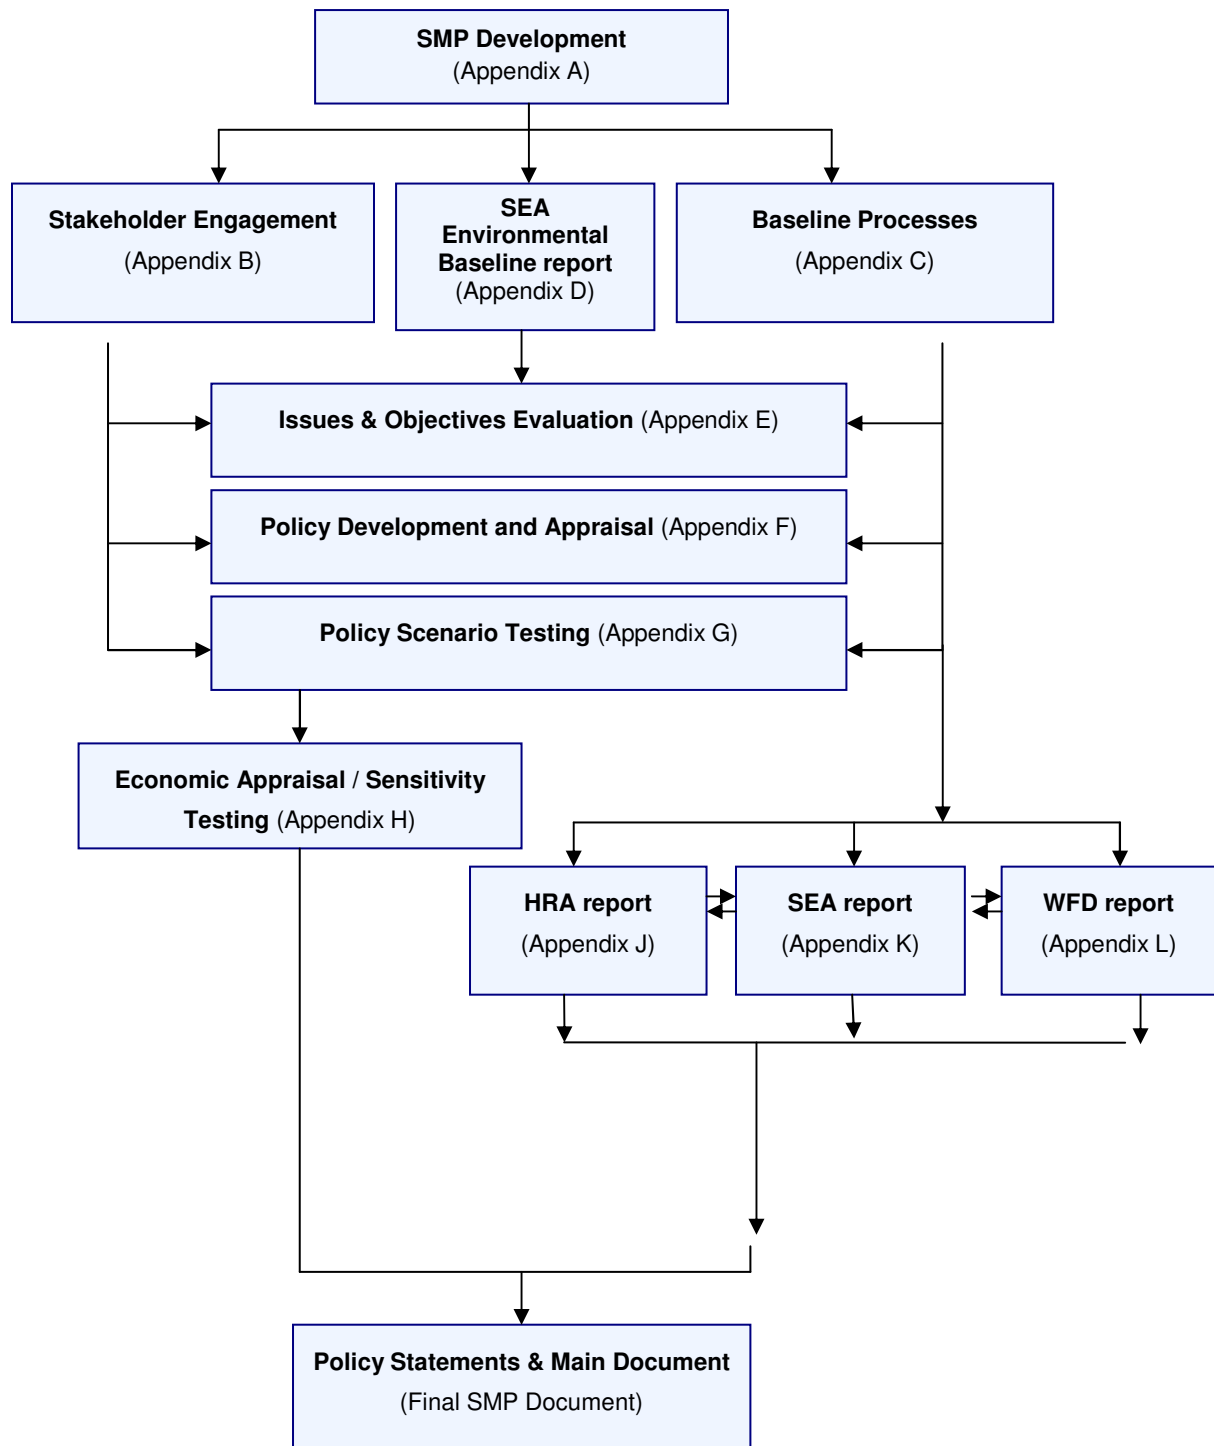 SMP Development
(Appendix A)
Stakeholder Engagement
(Appendix B)
SEA
Environmental
Baseline report
(Appendix D)
Baseline Processes
(Appendix C)
Issues & Objectives Evaluation (Appendix E)
Policy Development and Appraisal (Appendix F)
Policy Scenario Testing (Appendix G)
Economic Appraisal / Sensitivity
Testing (Appendix H)
HRA report
(Appendix J)
SEA report
(Appendix K)
WFD report
(Appendix L)
Policy Statements & Main Document
(Final SMP Document)